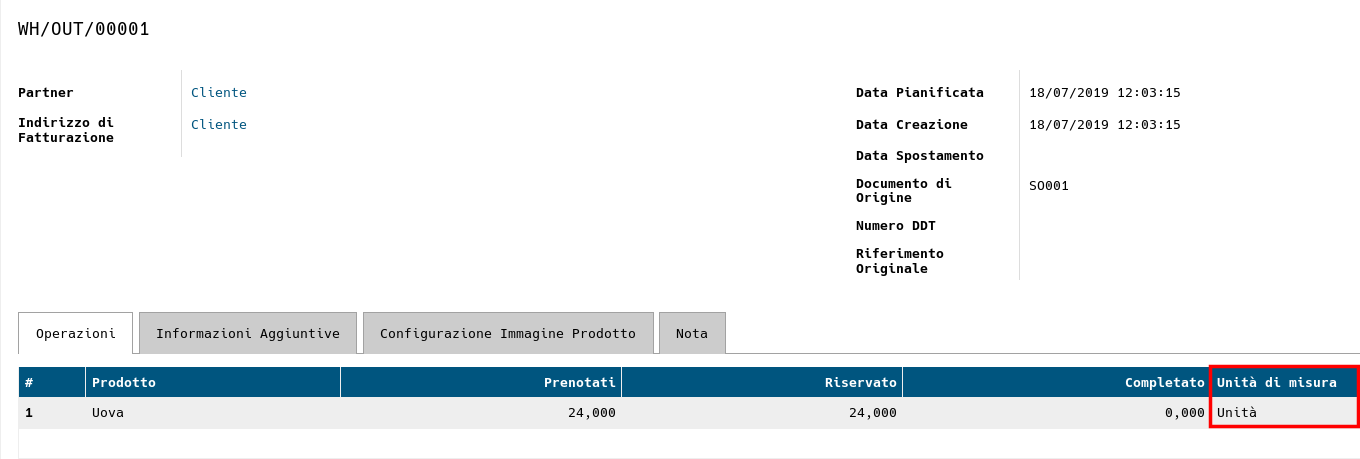 WH/OUT/00001
Partner
Cliente
Indirizzo di
Fatturazione
Cliente
Data Pianificata
18/07/2019 12:03:15
Data Creazione
18/07/2019 12:03:15
Data Spostamento
Documento di
Origine
SO001
Numero DDT
Riferimento
Originale
Operazioni
Informazioni Aggiuntive
Configurazione Immagine Prodotto
Nota
# Prodotto Prenotati Riservato Completato Unità di misura
1 Uova 24,000 24,000 0,000 Unità